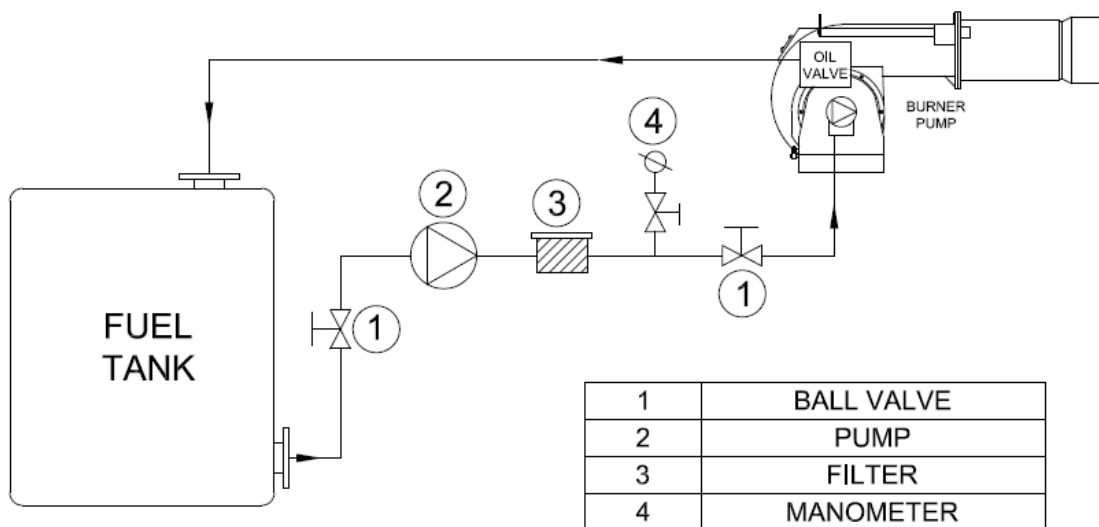 OIL
VALVE
BURNER
PUMP
4
2
3
1
1
FUEL
TANK
1 BALL VALVE
2 PUMP
3 FILTER
4 MANOMETER